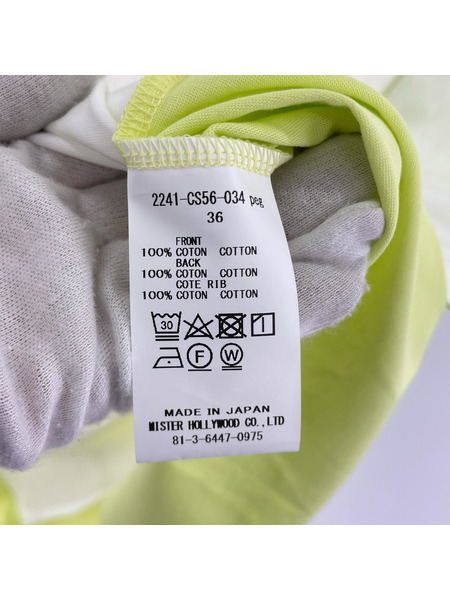 2241-CS56-034 peg
36
FRONT
100% COTON COTTON
BACK
100% COTON COTTON
COTE RIB
100% COTON COTTON
30
F W
MADE IN JAPAN
MISTER HOLLYWOOD CO.,LTD
81-3-6447-0975